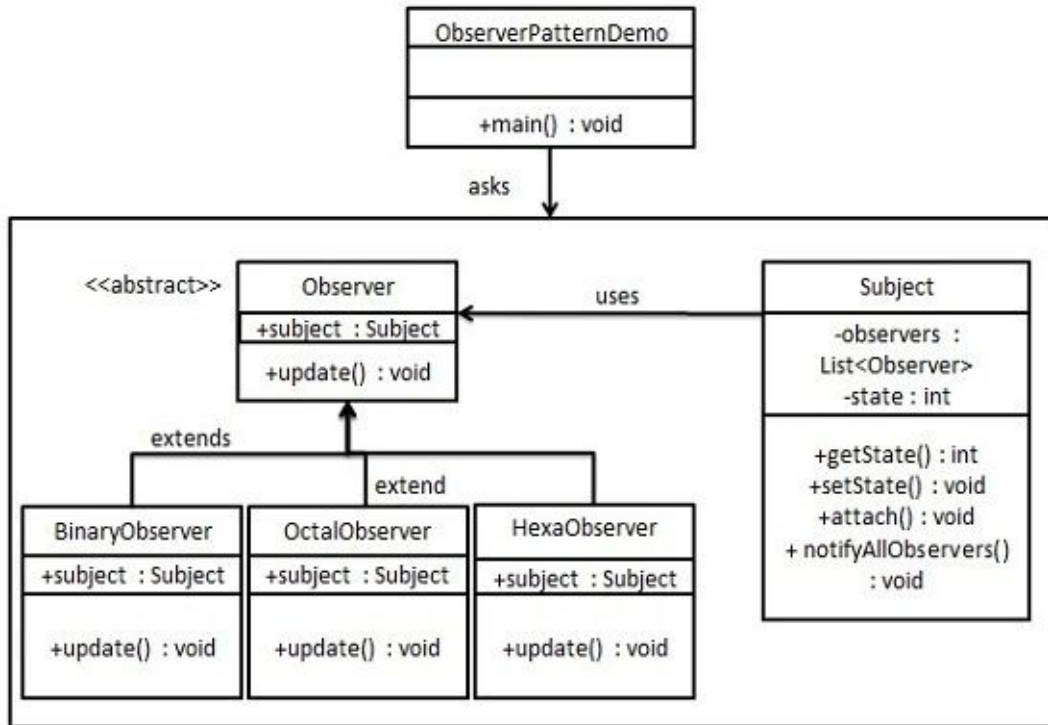 ObserverPatternDemo
+main() : void
asks
<<abstract>>
Observer
+subject : Subject
+update() : void
uses
Subject
-observers :
List<Observer>
-state : int
+getState() : int
+setState() : void
+attach() : void
+ notifyAllObservers()
: void
extends
extend
BinaryObserver
+subject : Subject
+update() : void
OctalObserver
+subject : Subject
+update() : void
HexaObserver
+subject : Subject
+update() : void